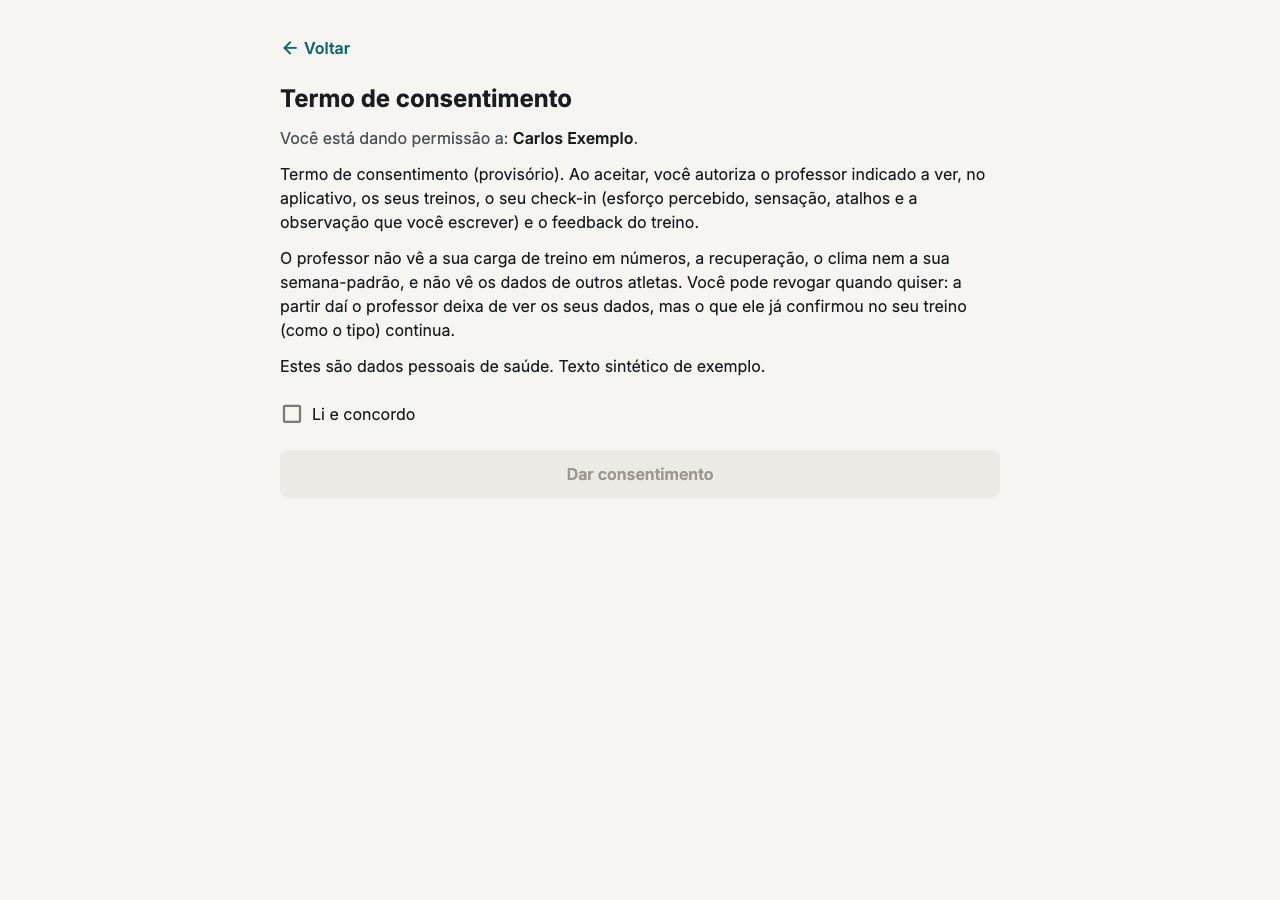 Voltar
Termo de consentimento
Você está dando permissão a: Carlos Exemplo.
Termo de consentimento (provisório). Ao aceitar, você autoriza o professor indicado a ver, no
aplicativo, os seus treinos, o seu check-in (esforço percebido, sensação, atalhos e a
observação que você escrever) e o feedback do treino.
O professor não vê a sua carga de treino em números, a recuperação, o clima nem a sua
semana-padrão, e não vê os dados de outros atletas. Você pode revogar quando quiser: a
partir daí o professor deixa de ver os seus dados, mas o que ele já confirmou no seu treino
(como o tipo) continua.
Estes são dados pessoais de saúde. Texto sintético de exemplo.
Li e concordo
Dar consentimento